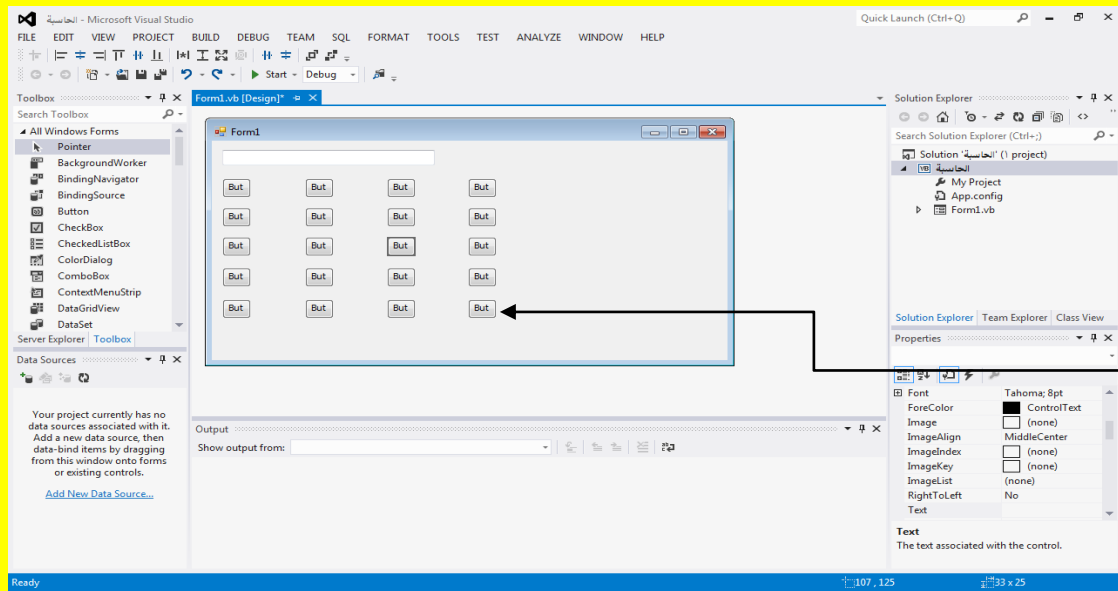 الحاسبة - Microsoft Visual Studio
Quick Launch (Ctrl+Q)
FILE EDIT VIEW PROJECT BUILD DEBUG TEAM SQL FORMAT TOOLS TEST ANALYZE WINDOW HELP
Start Debug
Toolbox
Search Toolbox
All Windows Forms
Pointer
BackgroundWorker
BindingNavigator
BindingSource
Button
CheckBox
CheckedListBox
ColorDialog
ComboBox
ContextMenuStrip
DataGridView
DataSet
Server Explorer Toolbox
Data Sources
Your project currently has no
data sources associated with it.
Add a new data source, then
data-bind items by dragging
from this window onto forms
or existing controls.
Add New Data Source...
Form1.vb [Design]*
Form1
But But But But
But But But But
But But But But
But But But But
But But But But
Output
Show output from:
Solution Explorer
Search Solution Explorer (Ctrl+;)
Solution 'الحاسبة' (١ project)
VB الحاسبة
My Project
App.config
Form1.vb
Solution Explorer Team Explorer Class View
Properties
Font Tahoma; 8pt
ForeColor ControlText
Image (none)
ImageAlign MiddleCenter
ImageIndex (none)
ImageKey (none)
ImageList (none)
RightToLeft No
Text
Text
The text associated with the control.
Ready
107 , 125
33 x 25